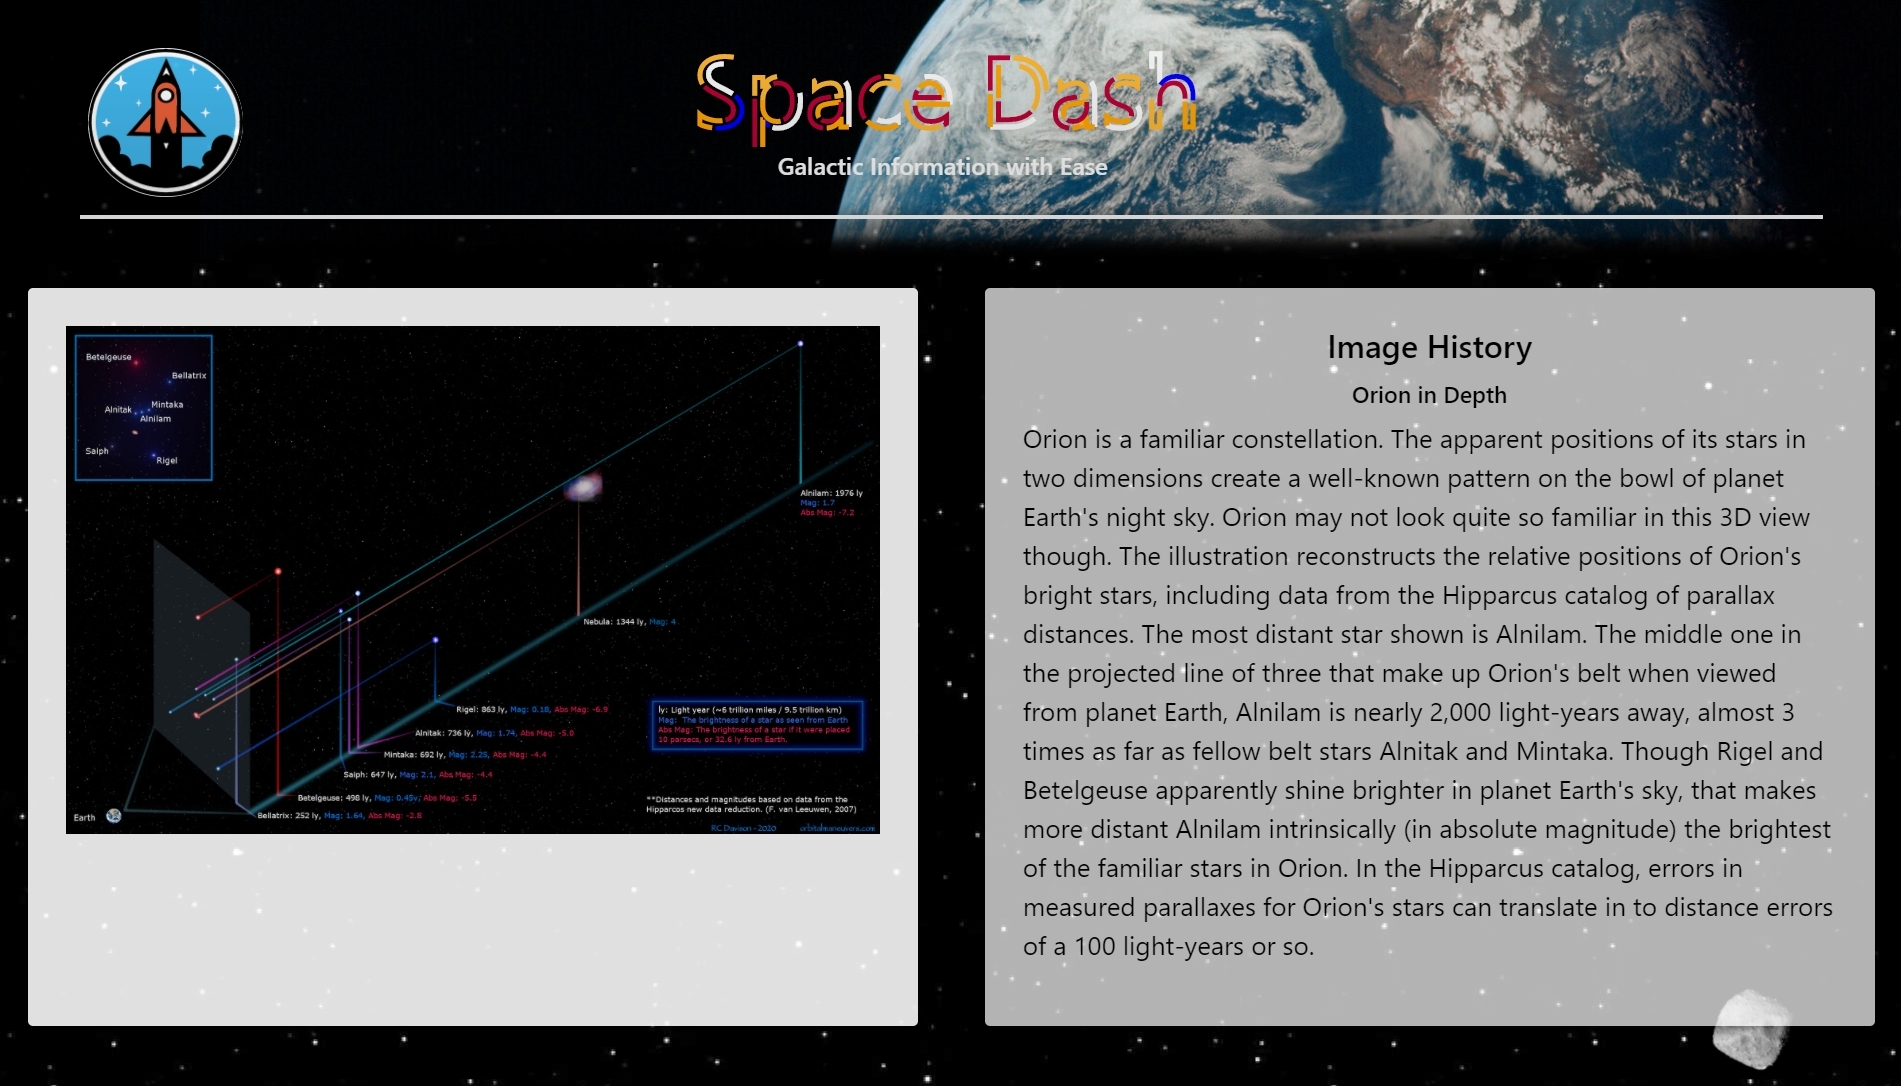 Space Dash
Galactic Information with Ease
Betelgeuse
Bellatrix
Mintaka
Alnitak
Alnilam
Saiph
Rigel
Alnilam: 1976 ly
Mag: 1.7
Abs Mag: -7.2
Nebula: 1344 ly, Mag: 4
Rigel: 863 ly, Mag: 0.18, Abs Mag: -6.9
Alnitak: 736 ly, Mag: 1.74, Abs Mag: -5.0
Mintaka: 692 ly, Mag: 2.25, Abs Mag: -4.4
Saiph: 647 ly, Mag: 2.1, Abs Mag: -4.4
Betelgeuse: 498 ly, Mag: 0.45v, Abs Mag: -5.5
Bellatrix: 252 ly, Mag: 1.64, Abs Mag: -2.8
Earth
ly: Light year (~6 trillion miles / 9.5 trillion km)
Mag: The brightness of a star as seen from Earth
Abs Mag: The brightness of a star if it were placed
10 parsecs, or 32.6 ly from Earth.
**Distances and magnitudes based on data from the
Hipparcos new data reduction. (F. van Leeuwen, 2007)
RC Davison - 2020 orbitalmaneuvers.com
Image History
Orion in Depth
Orion is a familiar constellation. The apparent positions of its stars in
two dimensions create a well-known pattern on the bowl of planet
Earth's night sky. Orion may not look quite so familiar in this 3D view
though. The illustration reconstructs the relative positions of Orion's
bright stars, including data from the Hipparcus catalog of parallax
distances. The most distant star shown is Alnilam. The middle one in
the projected line of three that make up Orion's belt when viewed
from planet Earth, Alnilam is nearly 2,000 light-years away, almost 3
times as far as fellow belt stars Alnitak and Mintaka. Though Rigel and
Betelgeuse apparently shine brighter in planet Earth's sky, that makes
more distant Alnilam intrinsically (in absolute magnitude) the brightest
of the familiar stars in Orion. In the Hipparcus catalog, errors in
measured parallaxes for Orion's stars can translate in to distance errors
of a 100 light-years or so.